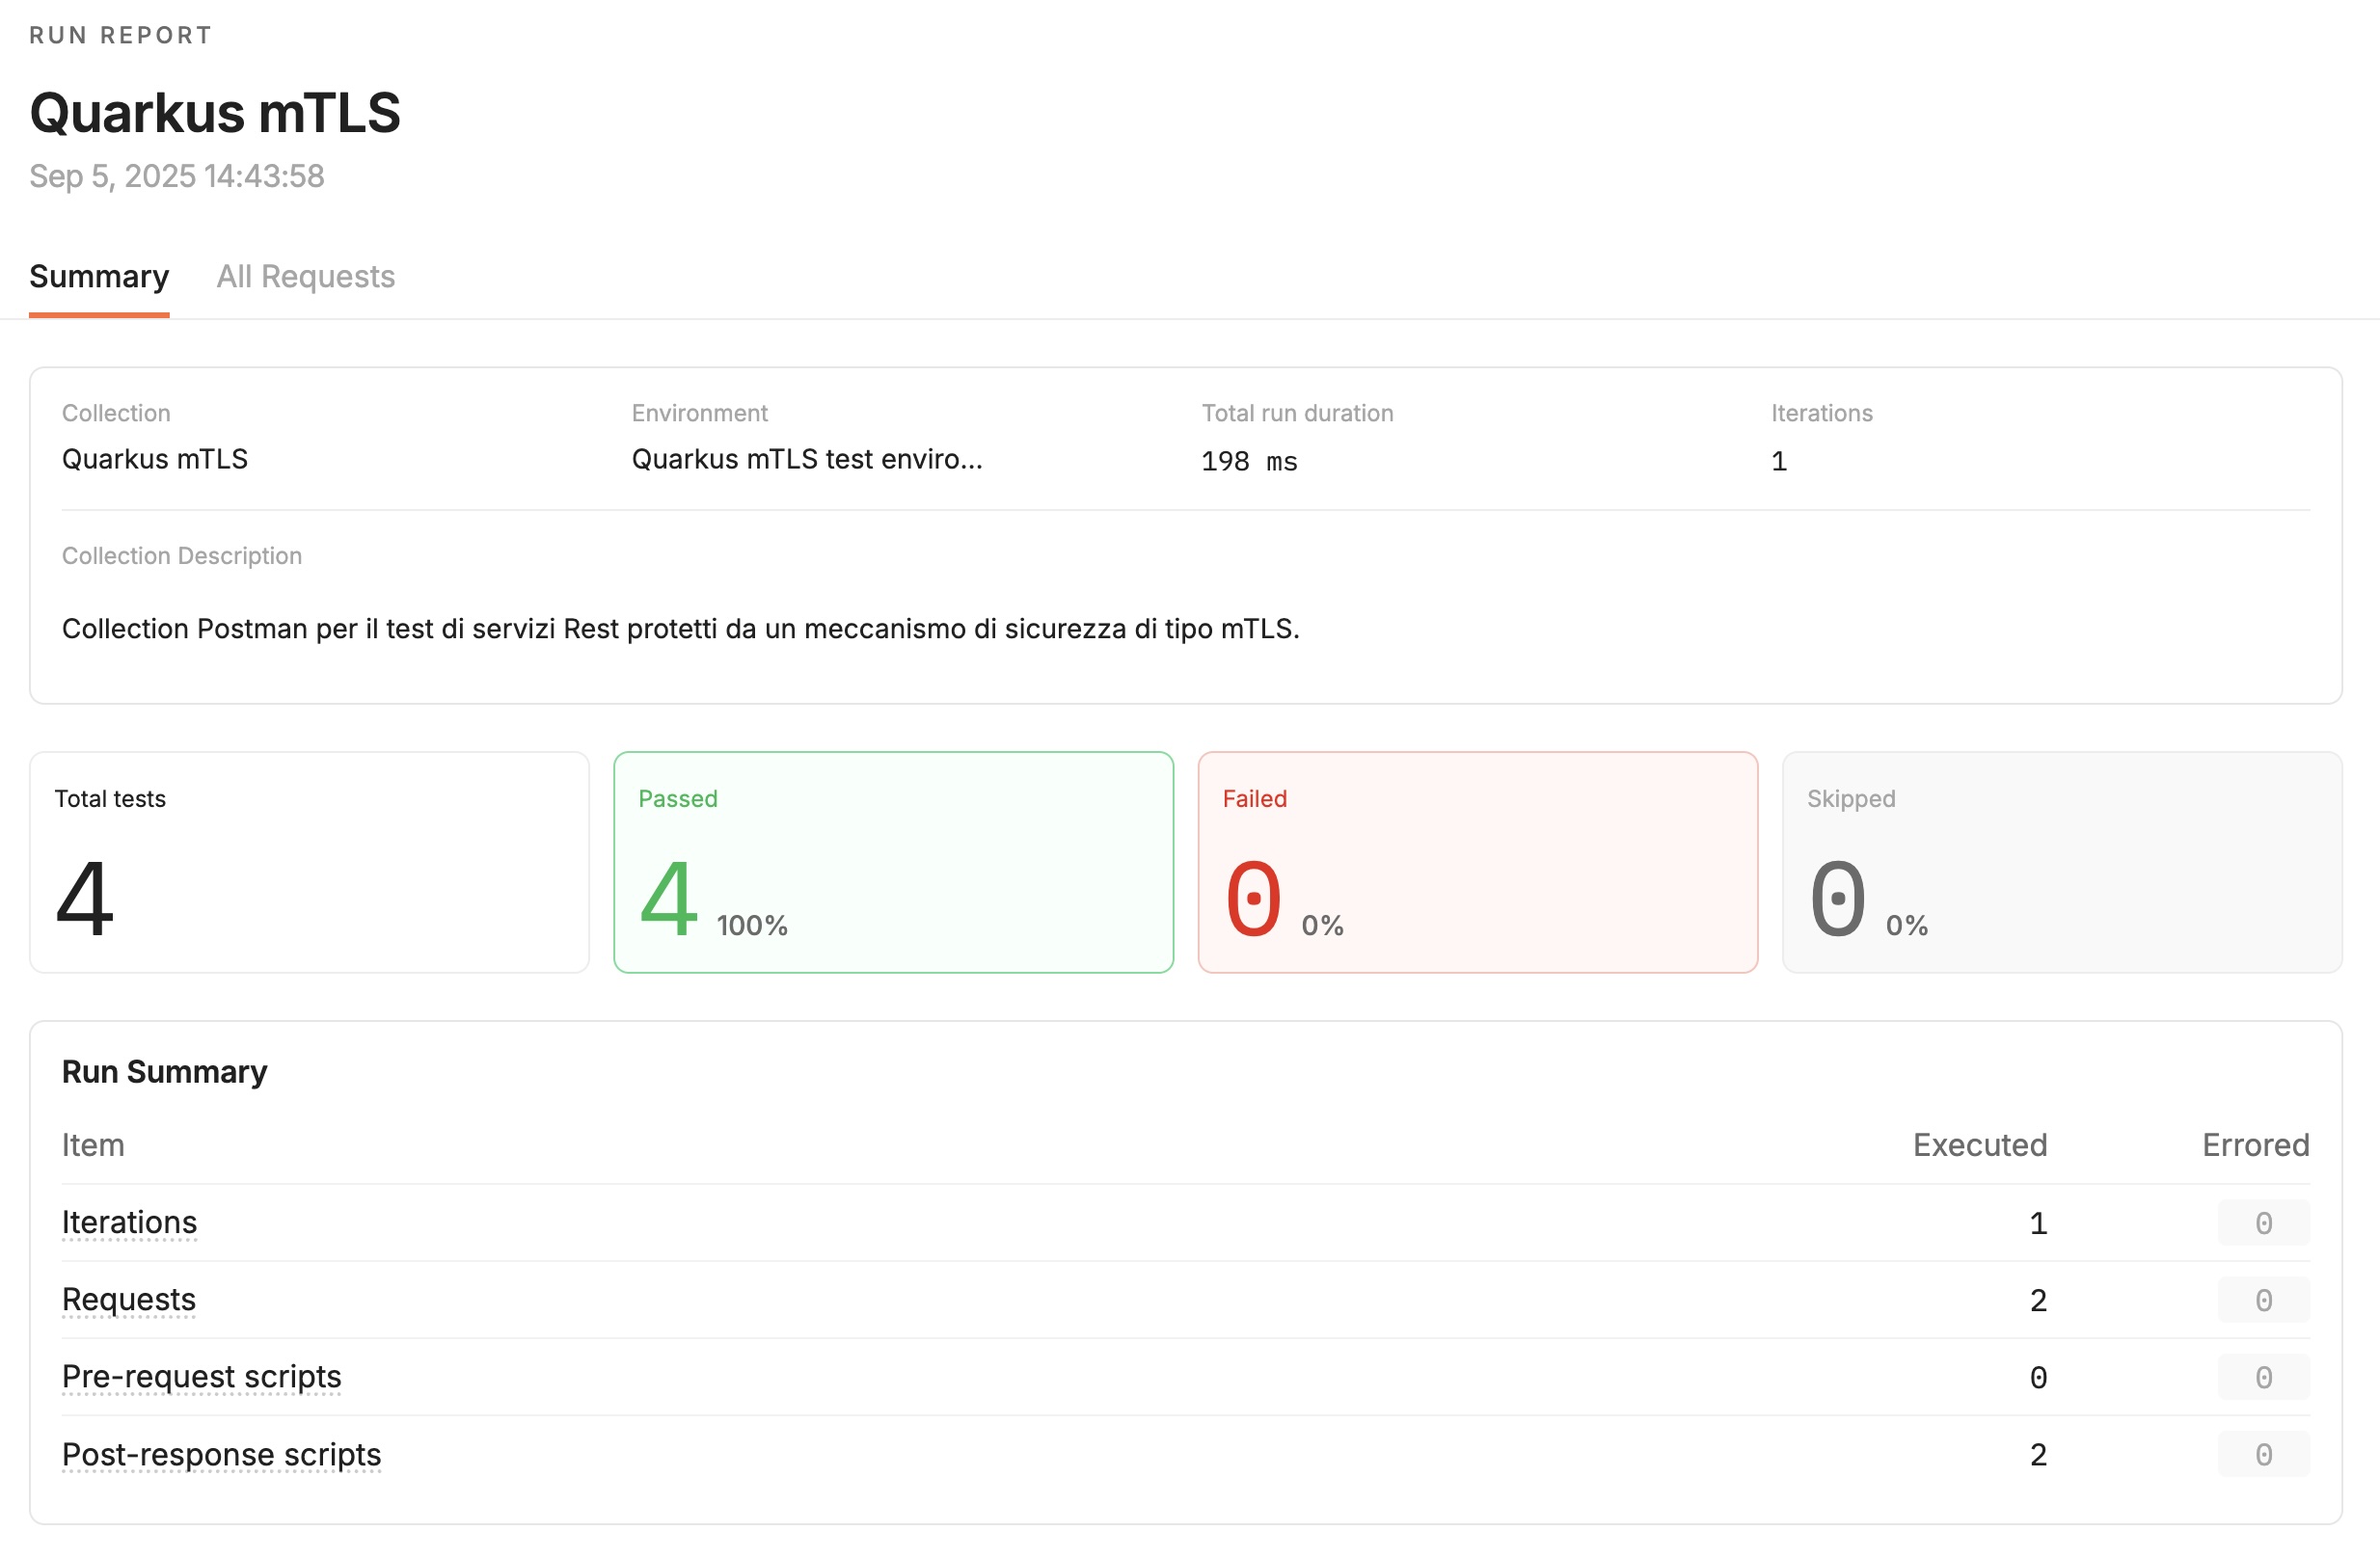 RUN REPORT
Quarkus mTLS
Sep 5, 2025 14:43:58
Summary All Requests
Collection Environment Total run duration Iterations
Quarkus mTLS Quarkus mTLS test enviro... 198 ms 1
Collection Description
Collection Postman per il test di servizi Rest protetti da un meccanismo di sicurezza di tipo mTLS.
Total tests Passed Failed Skipped
4 4 100% 0 0% 0 0%
Run Summary
Item Executed Errored
Iterations 1 0
Requests 2 0
Pre-request scripts 0 0
Post-response scripts 2 0